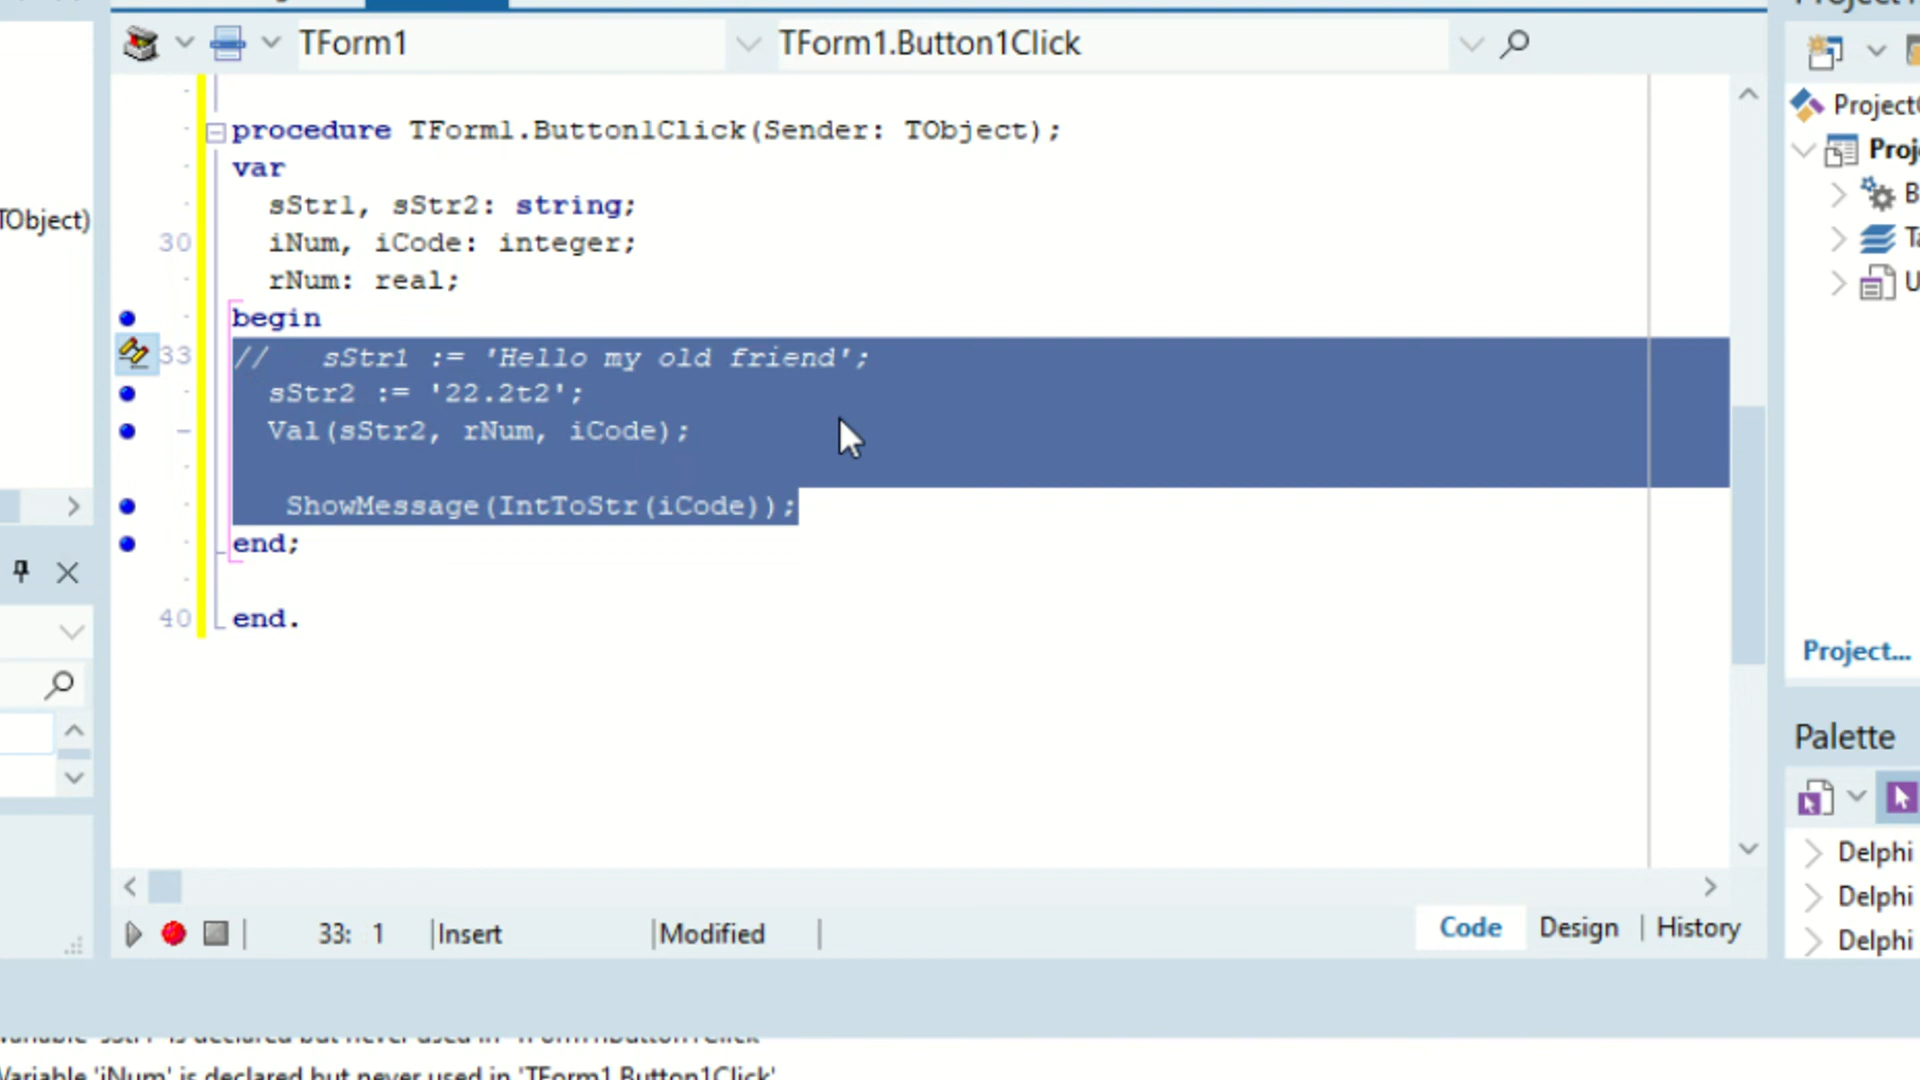 TForm1
TForm1.Button1Click
procedure TForm1.Button1Click(Sender: TObject);
var
sStr1, sStr2: string;
TObject)
30 iNum, iCode: integer;
rNum: real;
begin
33 // sStr1 := 'Hello my old friend';
sStr2 := '22.2t2';
Val(sStr2, rNum, iCode);
ShowMessage(IntToStr(iCode));
end;
40 end.
33: 1 Insert Modified
Code Design History
Project...
Palette
Delphi
Delphi
Delphi
Variable 'iNum' is declared but never used in 'TForm1.Button1Click'